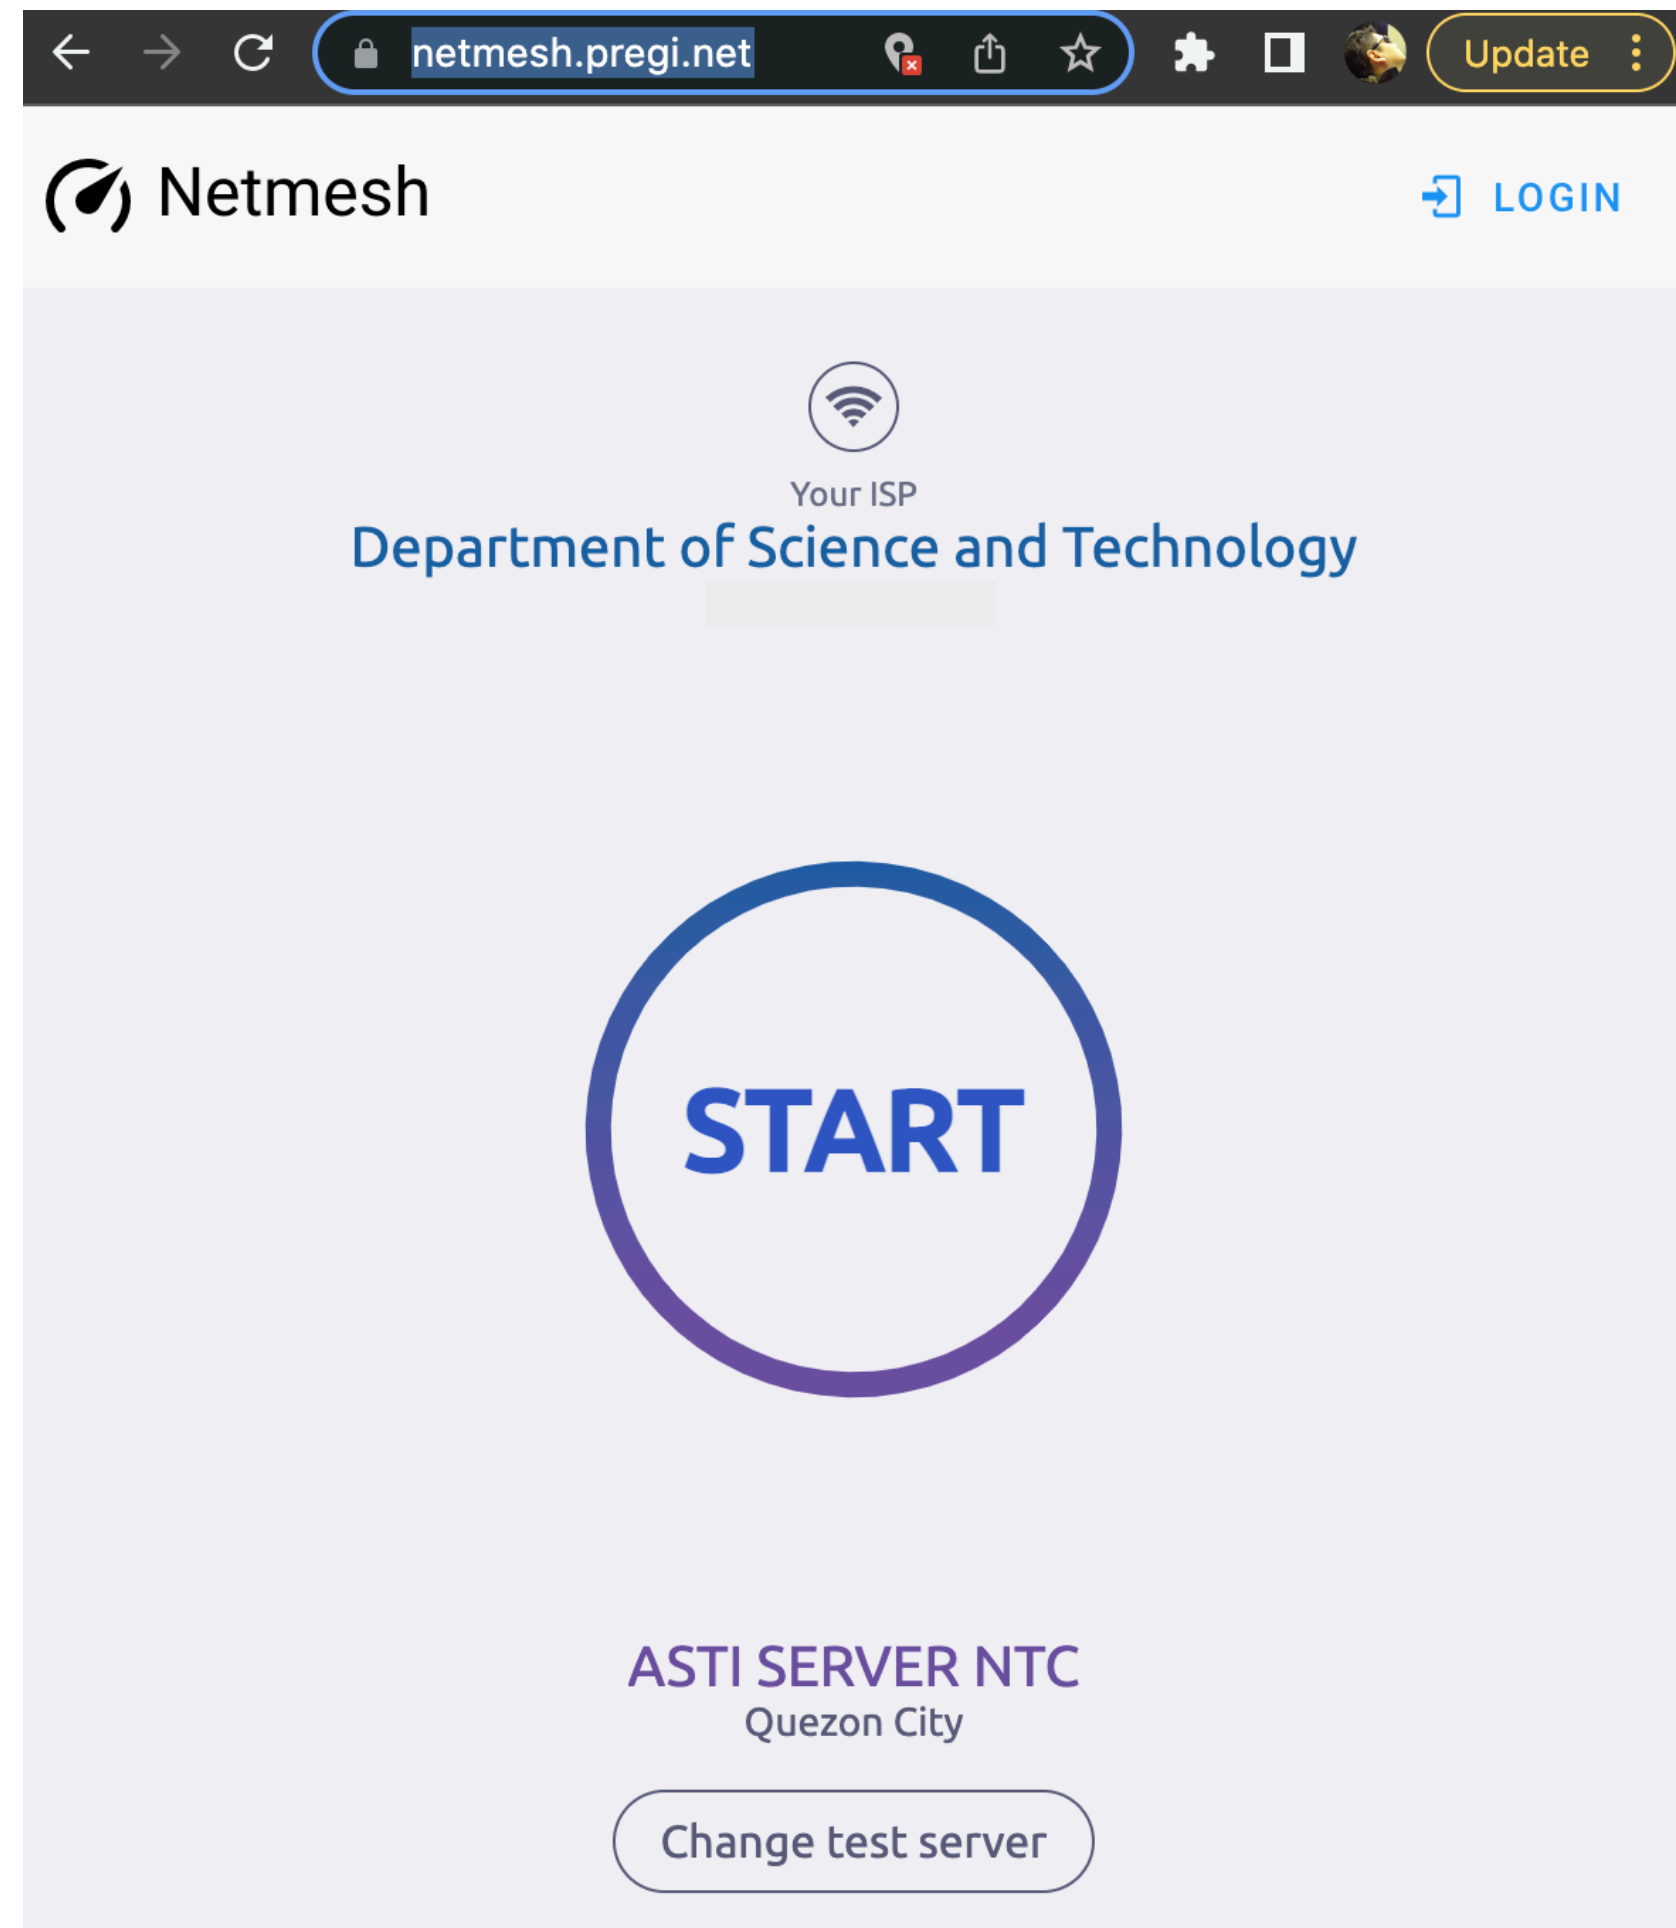 netmesh.pregi.net
Update
Netmesh
LOGIN
Your ISP
Department of Science and Technology
START
ASTI SERVER NTC
Quezon City
Change test server